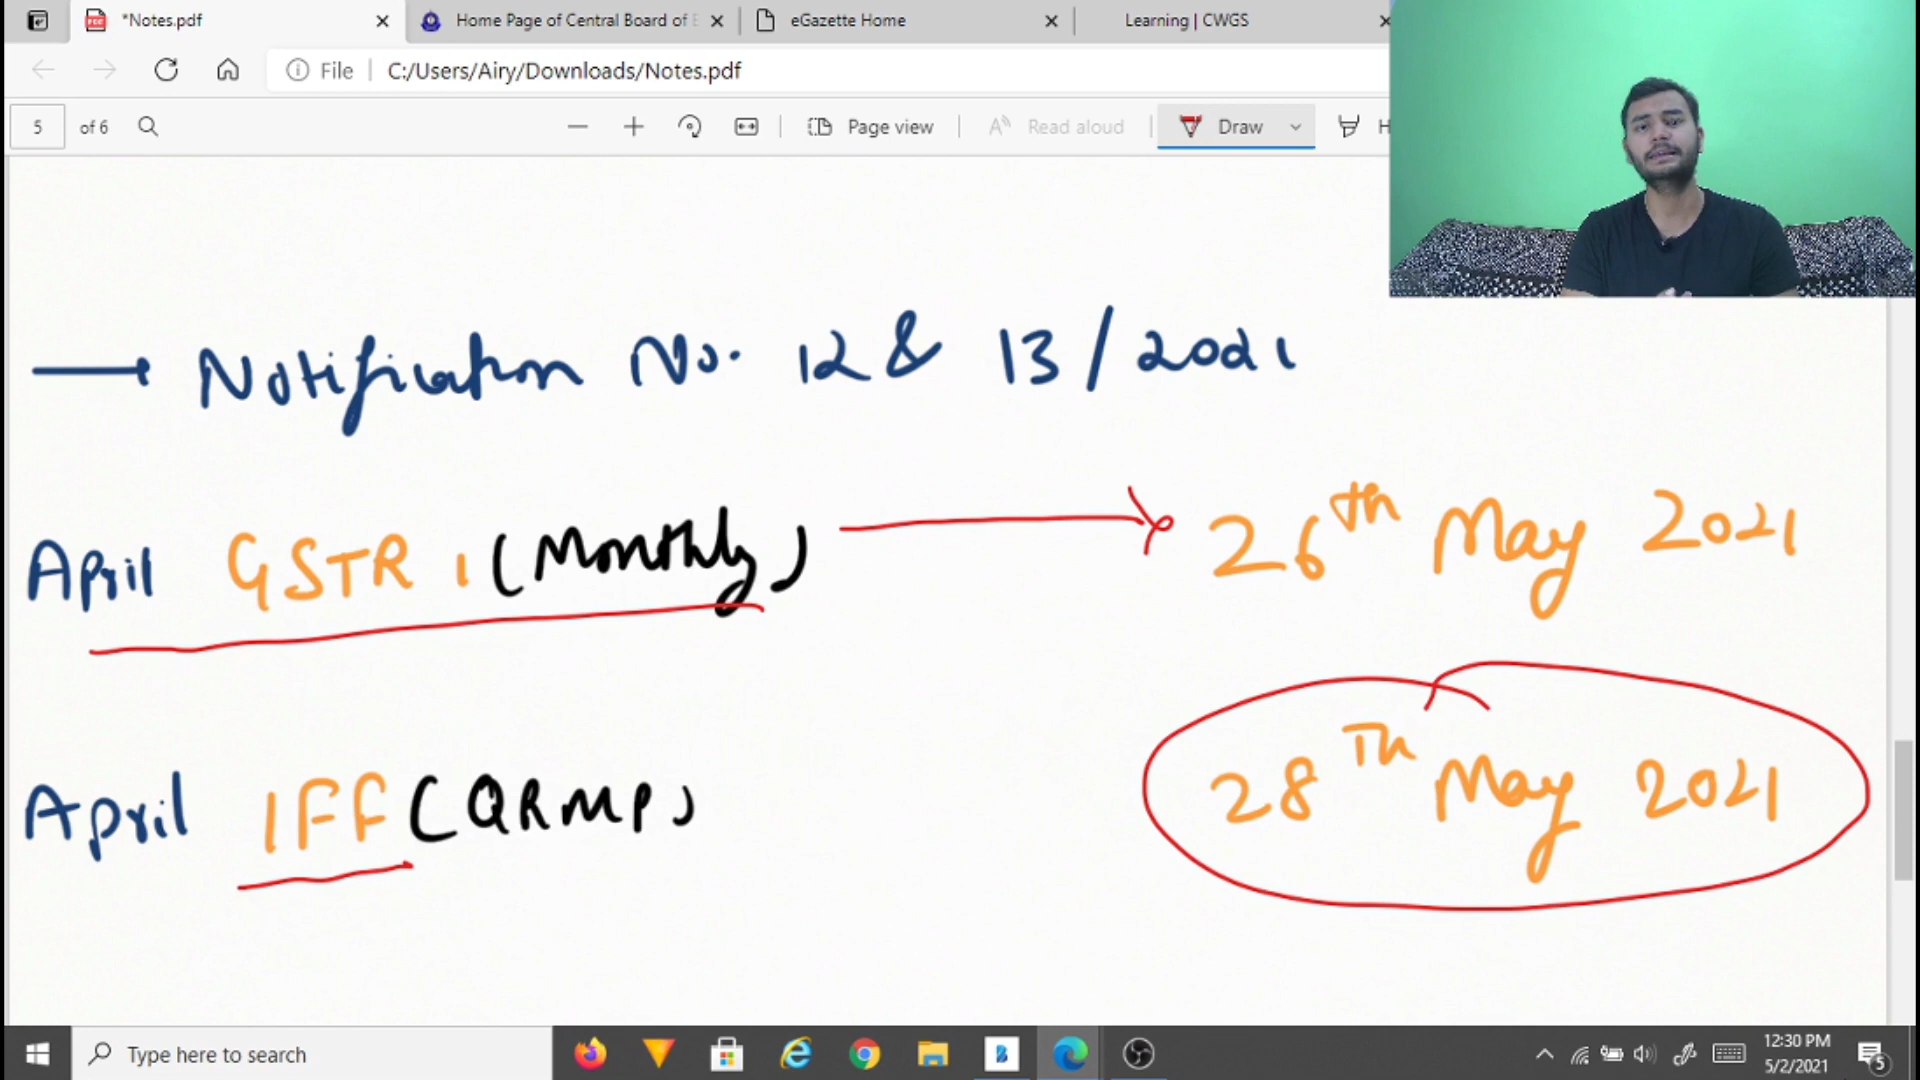 *Notes.pdf
Home Page of Central Board of E
eGazette Home
Learning | CWGS
File C:/Users/Airy/Downloads/Notes.pdf
5 of 6
Page view
Read aloud
Draw
H
Notification No. 12 & 13/2021
April GSTR 1 (Monthly) 26th May 2021
April IFF (QRMP) 28Th May 2021
Type here to search
12:30 PM
5/2/2021
5